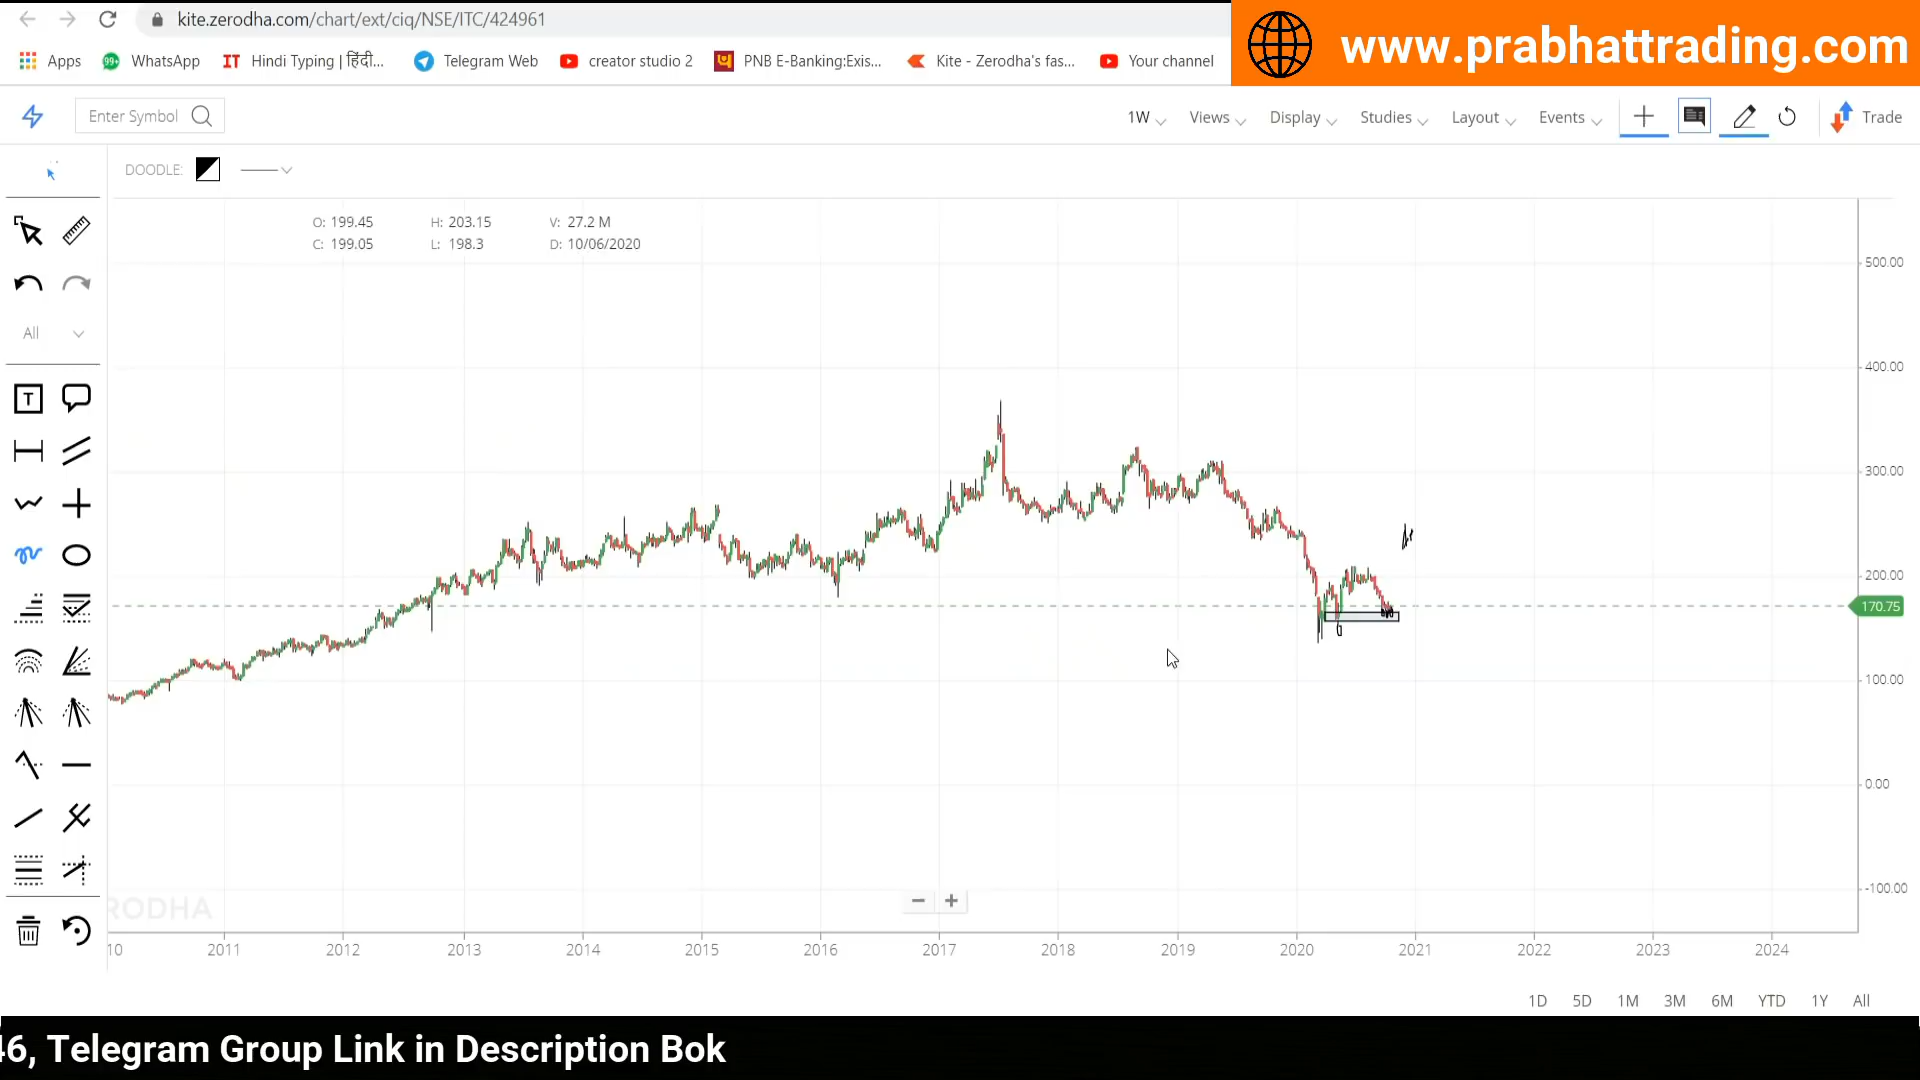 kite.zerodha.com/chart/ext/ciq/NSE/ITC/424961
www.prabhattrading.com
Apps WhatsApp Hindi Typing | हिंदी... Telegram Web creator studio 2 PNB E-Banking:Exis... Kite - Zerodha's fas... Your channel
Enter Symbol 1W Views Display Studies Layout Events Trade
DOODLE:
O: 199.45 H: 203.15 V: 27.2 M
C: 199.05 L: 198.3 D: 10/06/2020
All
500.00
400.00
300.00
200.00
170.75
100.00
0.00
-100.00
RODHA
10 2011 2012 2013 2014 2015 2016 2017 2018 2019 2020 2021 2022 2023 2024
1D 5D 1M 3M 6M YTD 1Y All
46, Telegram Group Link in Description Bok